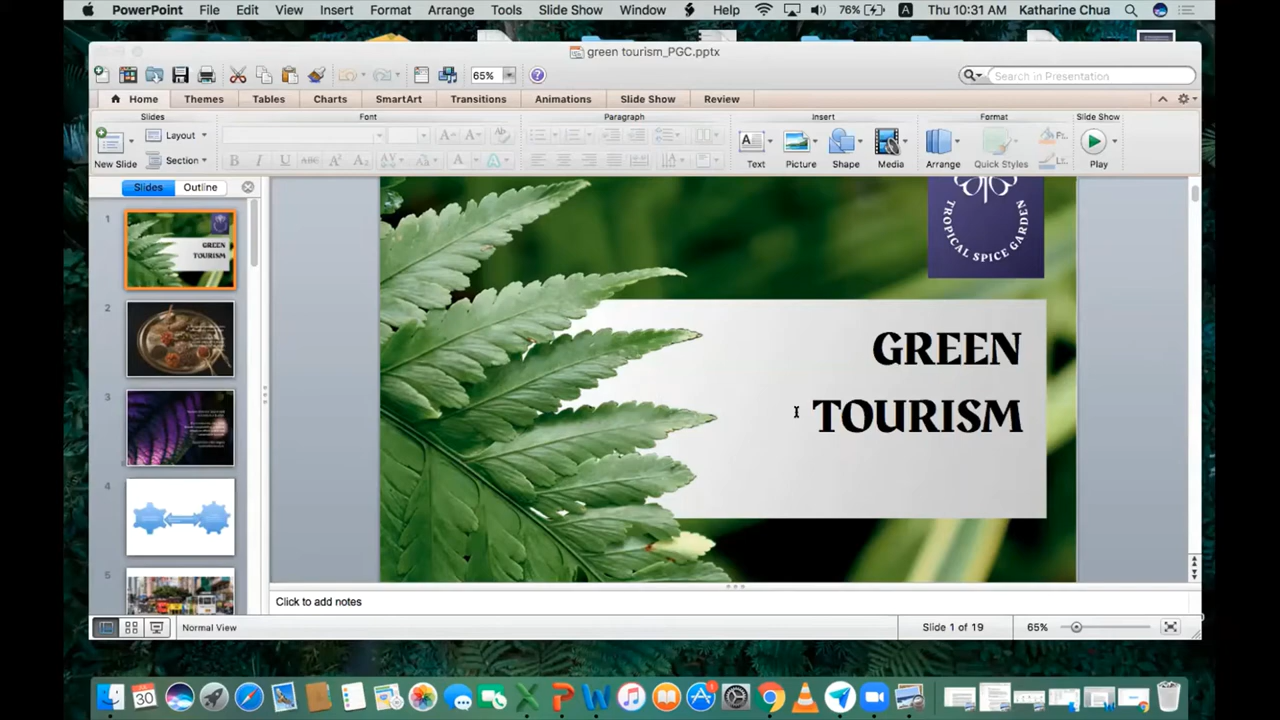 PowerPoint File Edit View Insert Format Arrange Tools Slide Show Window Help 76% A Thu 10:31 AM Katharine Chua
green tourism_PGC.pptx
65% Search in Presentation
Home Themes Tables Charts SmartArt Transitions Animations Slide Show Review
Slides Font Paragraph Insert Format Slide Show
Layout
Section
New Slide Text Picture Shape Media Arrange Quick Styles Play
Slides Outline
1
GREEN
TOURISM
2
3
4
5
TROPICAL SPICE GARDEN
GREEN
TOURISM
Click to add notes
Normal View Slide 1 of 19 65%
30